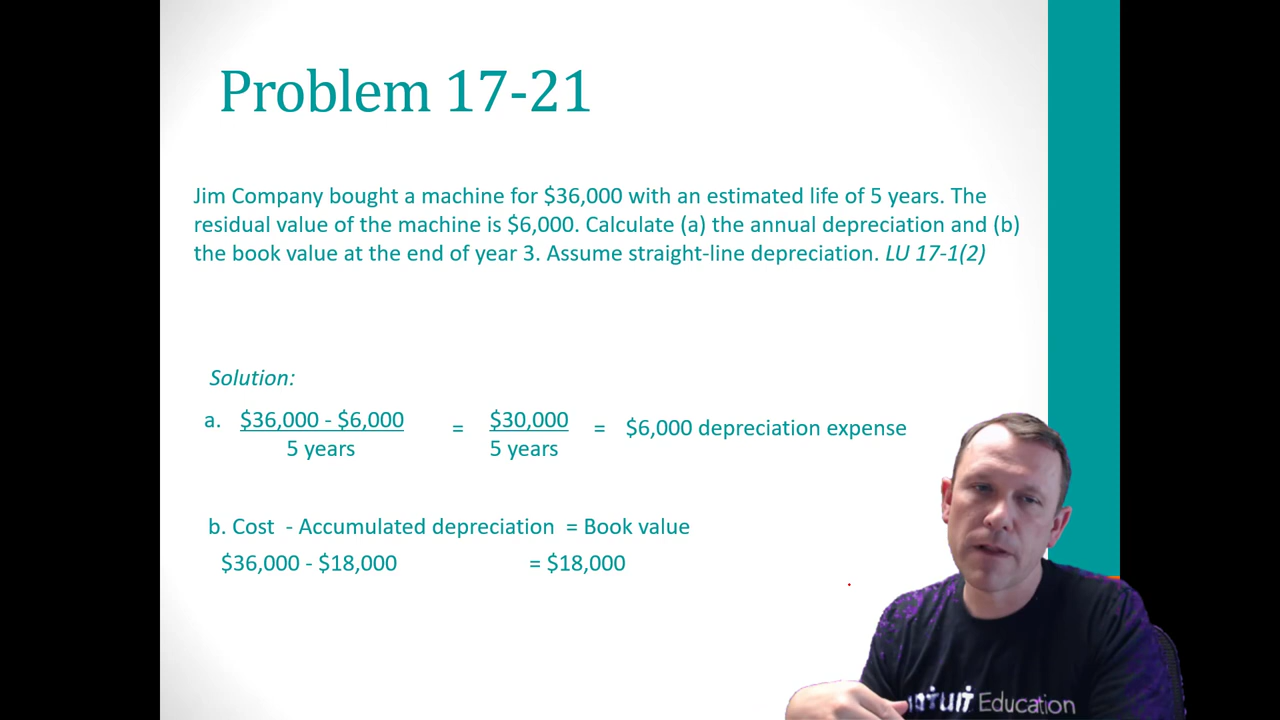 Problem 17-21
Jim Company bought a machine for $36,000 with an estimated life of 5 years. The
residual value of the machine is $6,000. Calculate (a) the annual depreciation and (b)
the book value at the end of year 3. Assume straight-line depreciation. LU 17-1(2)
Solution:
a. $36,000 - $6,000 = $30,000 = $6,000 depreciation expense
5 years 5 years
b. Cost - Accumulated depreciation = Book value
$36,000 - $18,000 = $18,000
Education